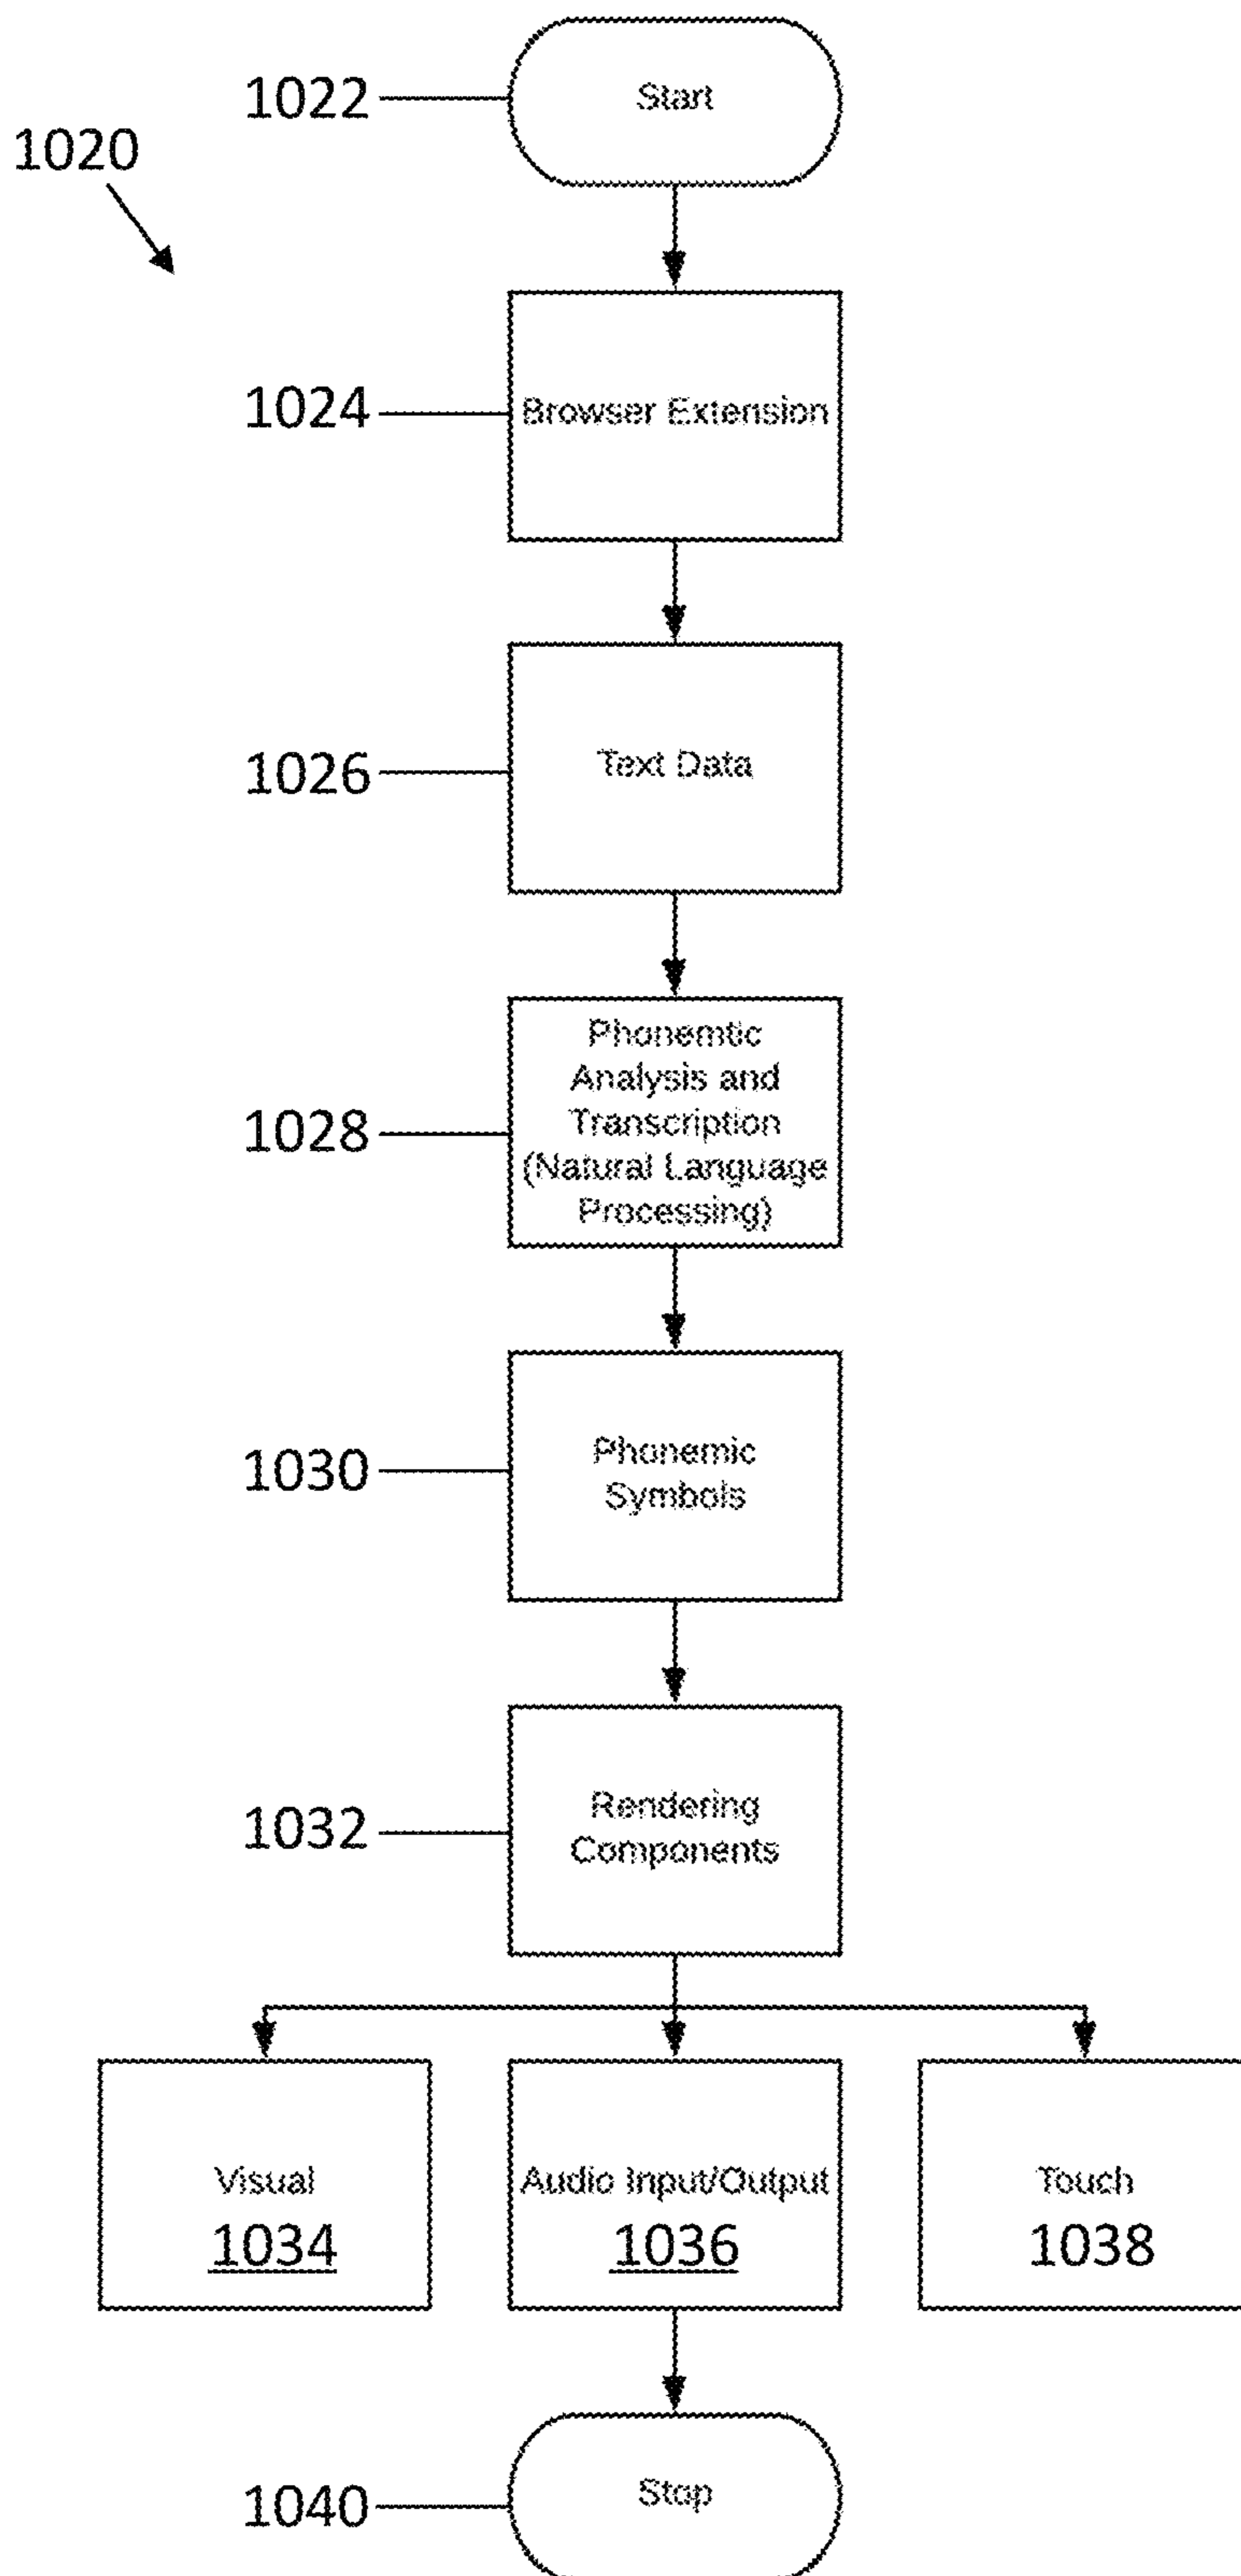 1022
Start
1020
1024
Browser Extension
1026
Text Data
1028
Phonemtic
Analysis and
Transcription
(Natural Language
Processing)
1030
Phonemic
Symbols
1032
Rendering
Components
Visual
1034
Audio Input/Output
1036
Touch
1038
1040
Stop